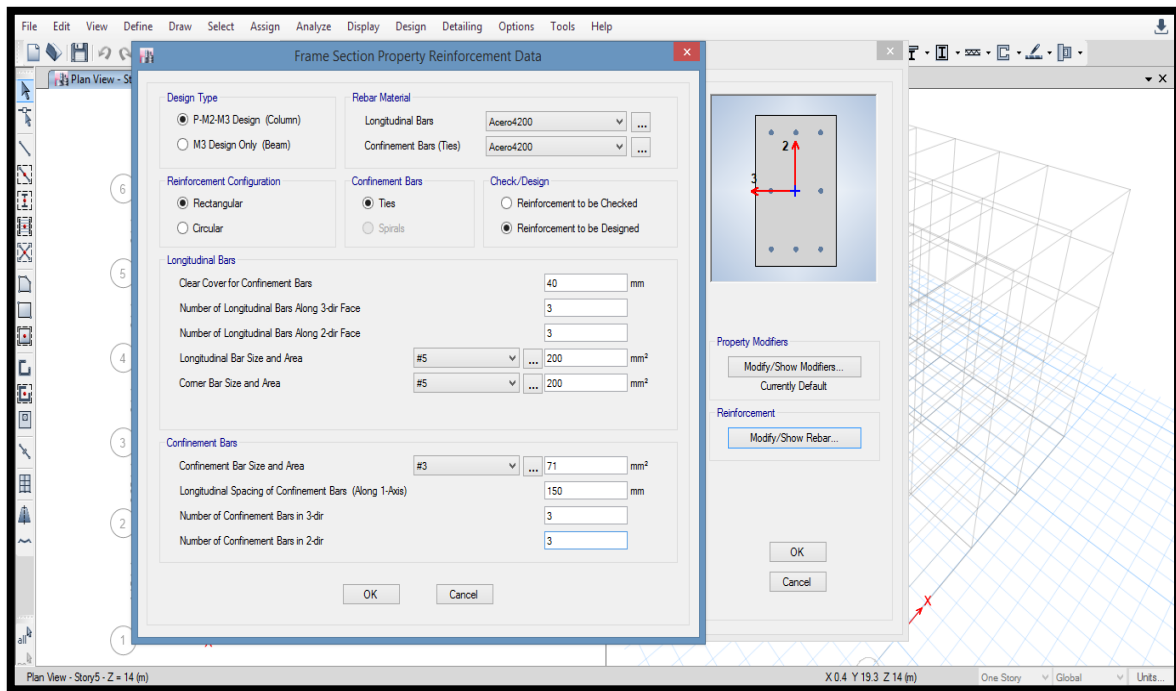 File Edit View Define Draw Select Assign Analyze Display Design Detailing Options Tools Help
Frame Section Property Reinforcement Data
Plan View - St
Design Type
P-M2-M3 Design (Column)
M3 Design Only (Beam)
Rebar Material
Longitudinal Bars Acero4200 ...
Confinement Bars (Ties) Acero4200 ...
Reinforcement Configuration
Rectangular
Circular
Confinement Bars
Ties
Spirals
Check/Design
Reinforcement to be Checked
Reinforcement to be Designed
Longitudinal Bars
Clear Cover for Confinement Bars 40 mm
Number of Longitudinal Bars Along 3-dir Face 3
Number of Longitudinal Bars Along 2-dir Face 3
Longitudinal Bar Size and Area #5 ... 200 mm²
Corner Bar Size and Area #5 ... 200 mm²
Confinement Bars
Confinement Bar Size and Area #3 ... 71 mm²
Longitudinal Spacing of Confinement Bars (Along 1-Axis) 150 mm
Number of Confinement Bars in 3-dir 3
Number of Confinement Bars in 2-dir 3
OK Cancel
2
3
Property Modifiers
Modify/Show Modifiers...
Currently Default
Reinforcement
Modify/Show Rebar...
OK
Cancel
6
5
4
3
2
1
X
all
Plan View - Story5 - Z = 14 (m) X 0.4 Y 19.3 Z 14 (m) One Story Global Units...